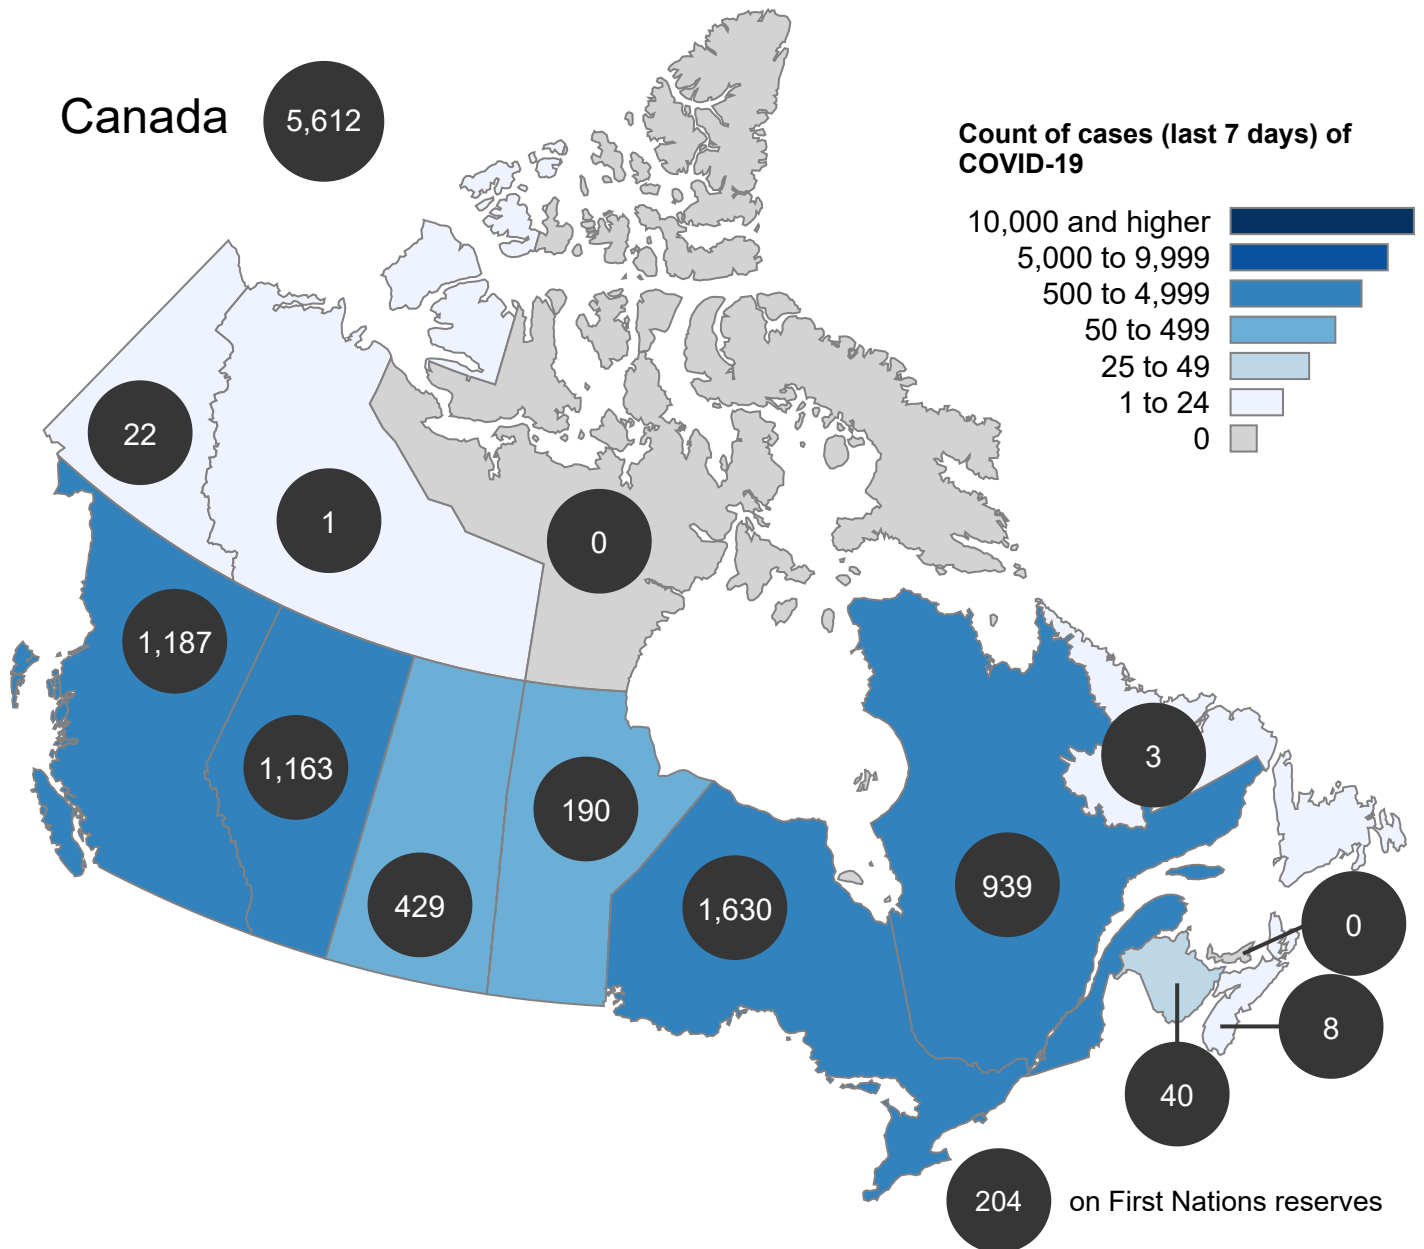 Canada 5,612
Count of cases (last 7 days) of
COVID-19
10,000 and higher
5,000 to 9,999
500 to 4,999
50 to 499
25 to 49
1 to 24
0
22
1
0
1,187
1,163
3
190
429
1,630
939
0
8
40
204 on First Nations reserves